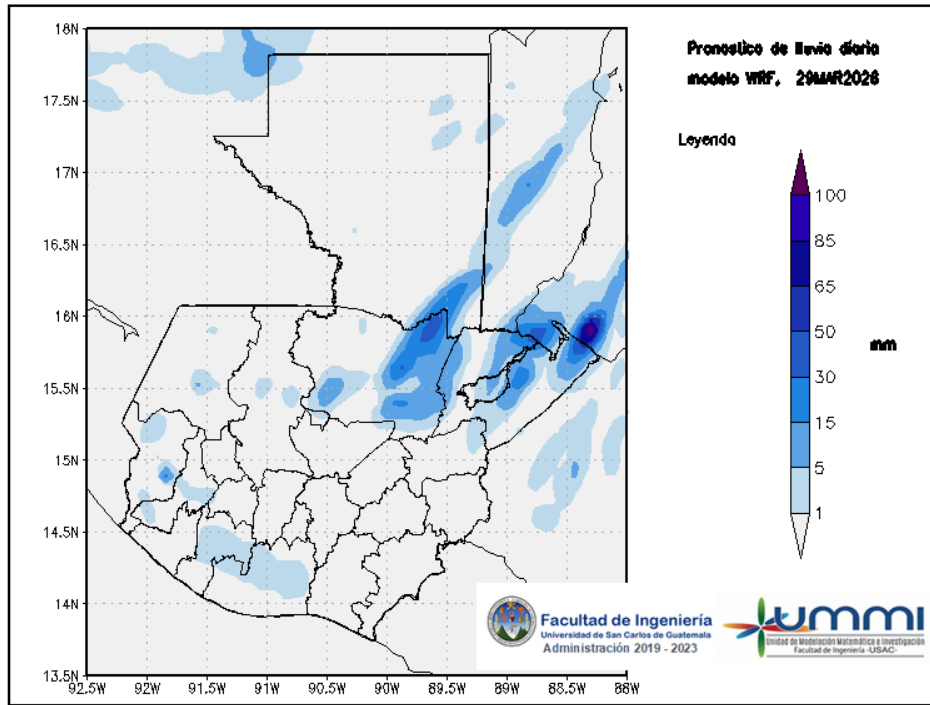 Pronostico de lluvia diaria
modelo WRF, 29MAR2026
Leyenda
100
85
65
50
30
15
5
1
mm
18N
17.5N
17N
16.5N
16N
15.5N
15N
14.5N
14N
13.5N
92.5W
92W
91.5W
91W
90.5W
90W
89.5W
89W
88.5W
88W
Facultad de Ingeniería
Universidad de San Carlos de Guatemala
Administración 2019 - 2023
UMMI
Unidad de Modelación Matemática e Investigación
Facultad de Ingeniería -USAC-